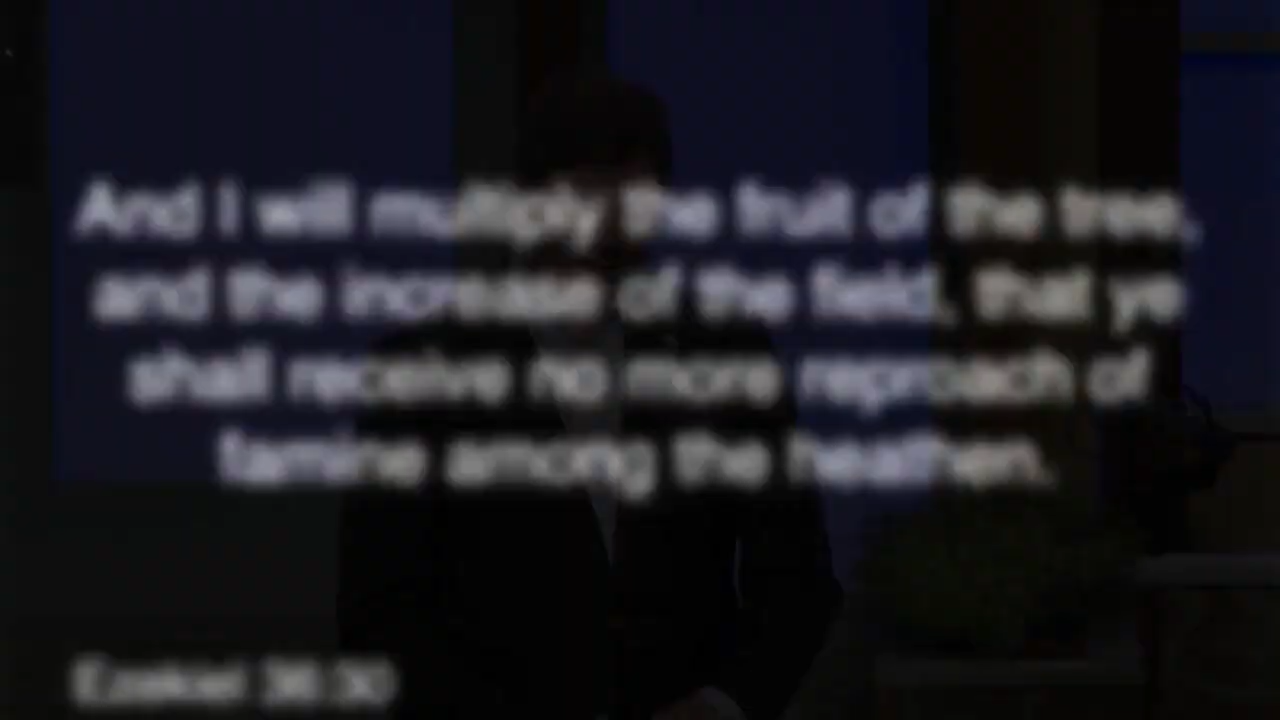 And I will multiply the fruit of the tree,
and the increase of the field, that ye
shall receive no more reproach of
famine among the heathen.
Ezekiel 36:30